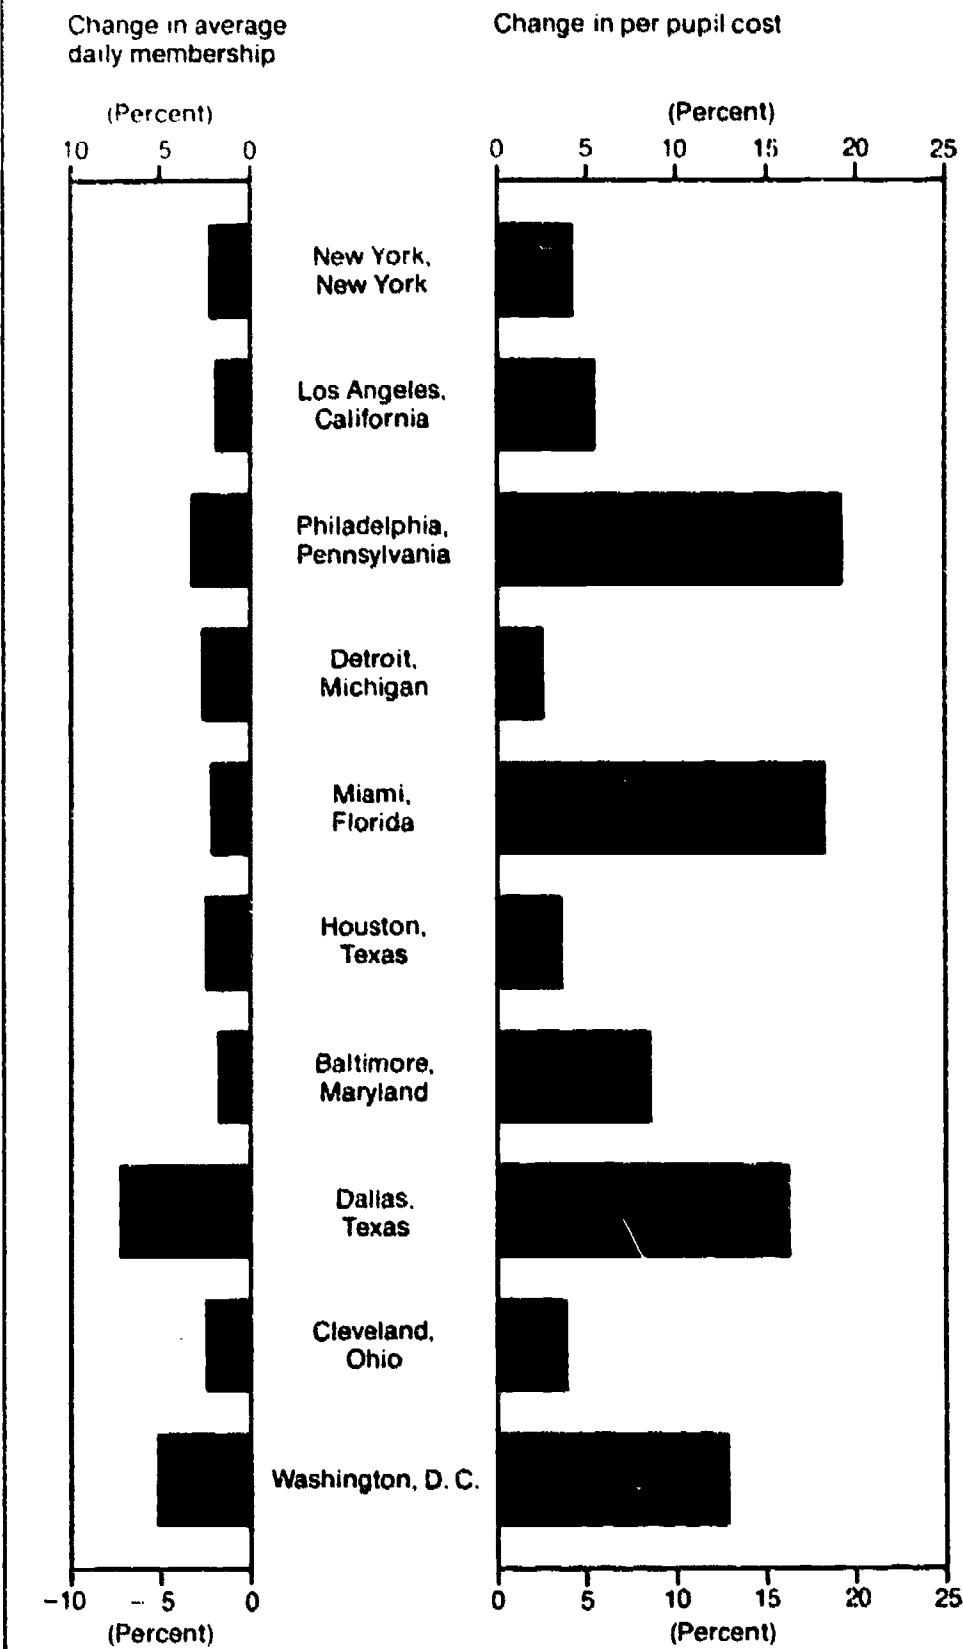 Change in average
daily membership
Change in per pupil cost
(Percent)
(Percent)
10 5 0
0 5 10 15 20 25
New York,
New York
Los Angeles,
California
Philadelphia,
Pennsylvania
Detroit,
Michigan
Miami,
Florida
Houston,
Texas
Baltimore,
Maryland
Dallas,
Texas
Cleveland,
Ohio
Washington, D. C.
-10 -5 0
0 5 10 15 20 25
(Percent)
(Percent)